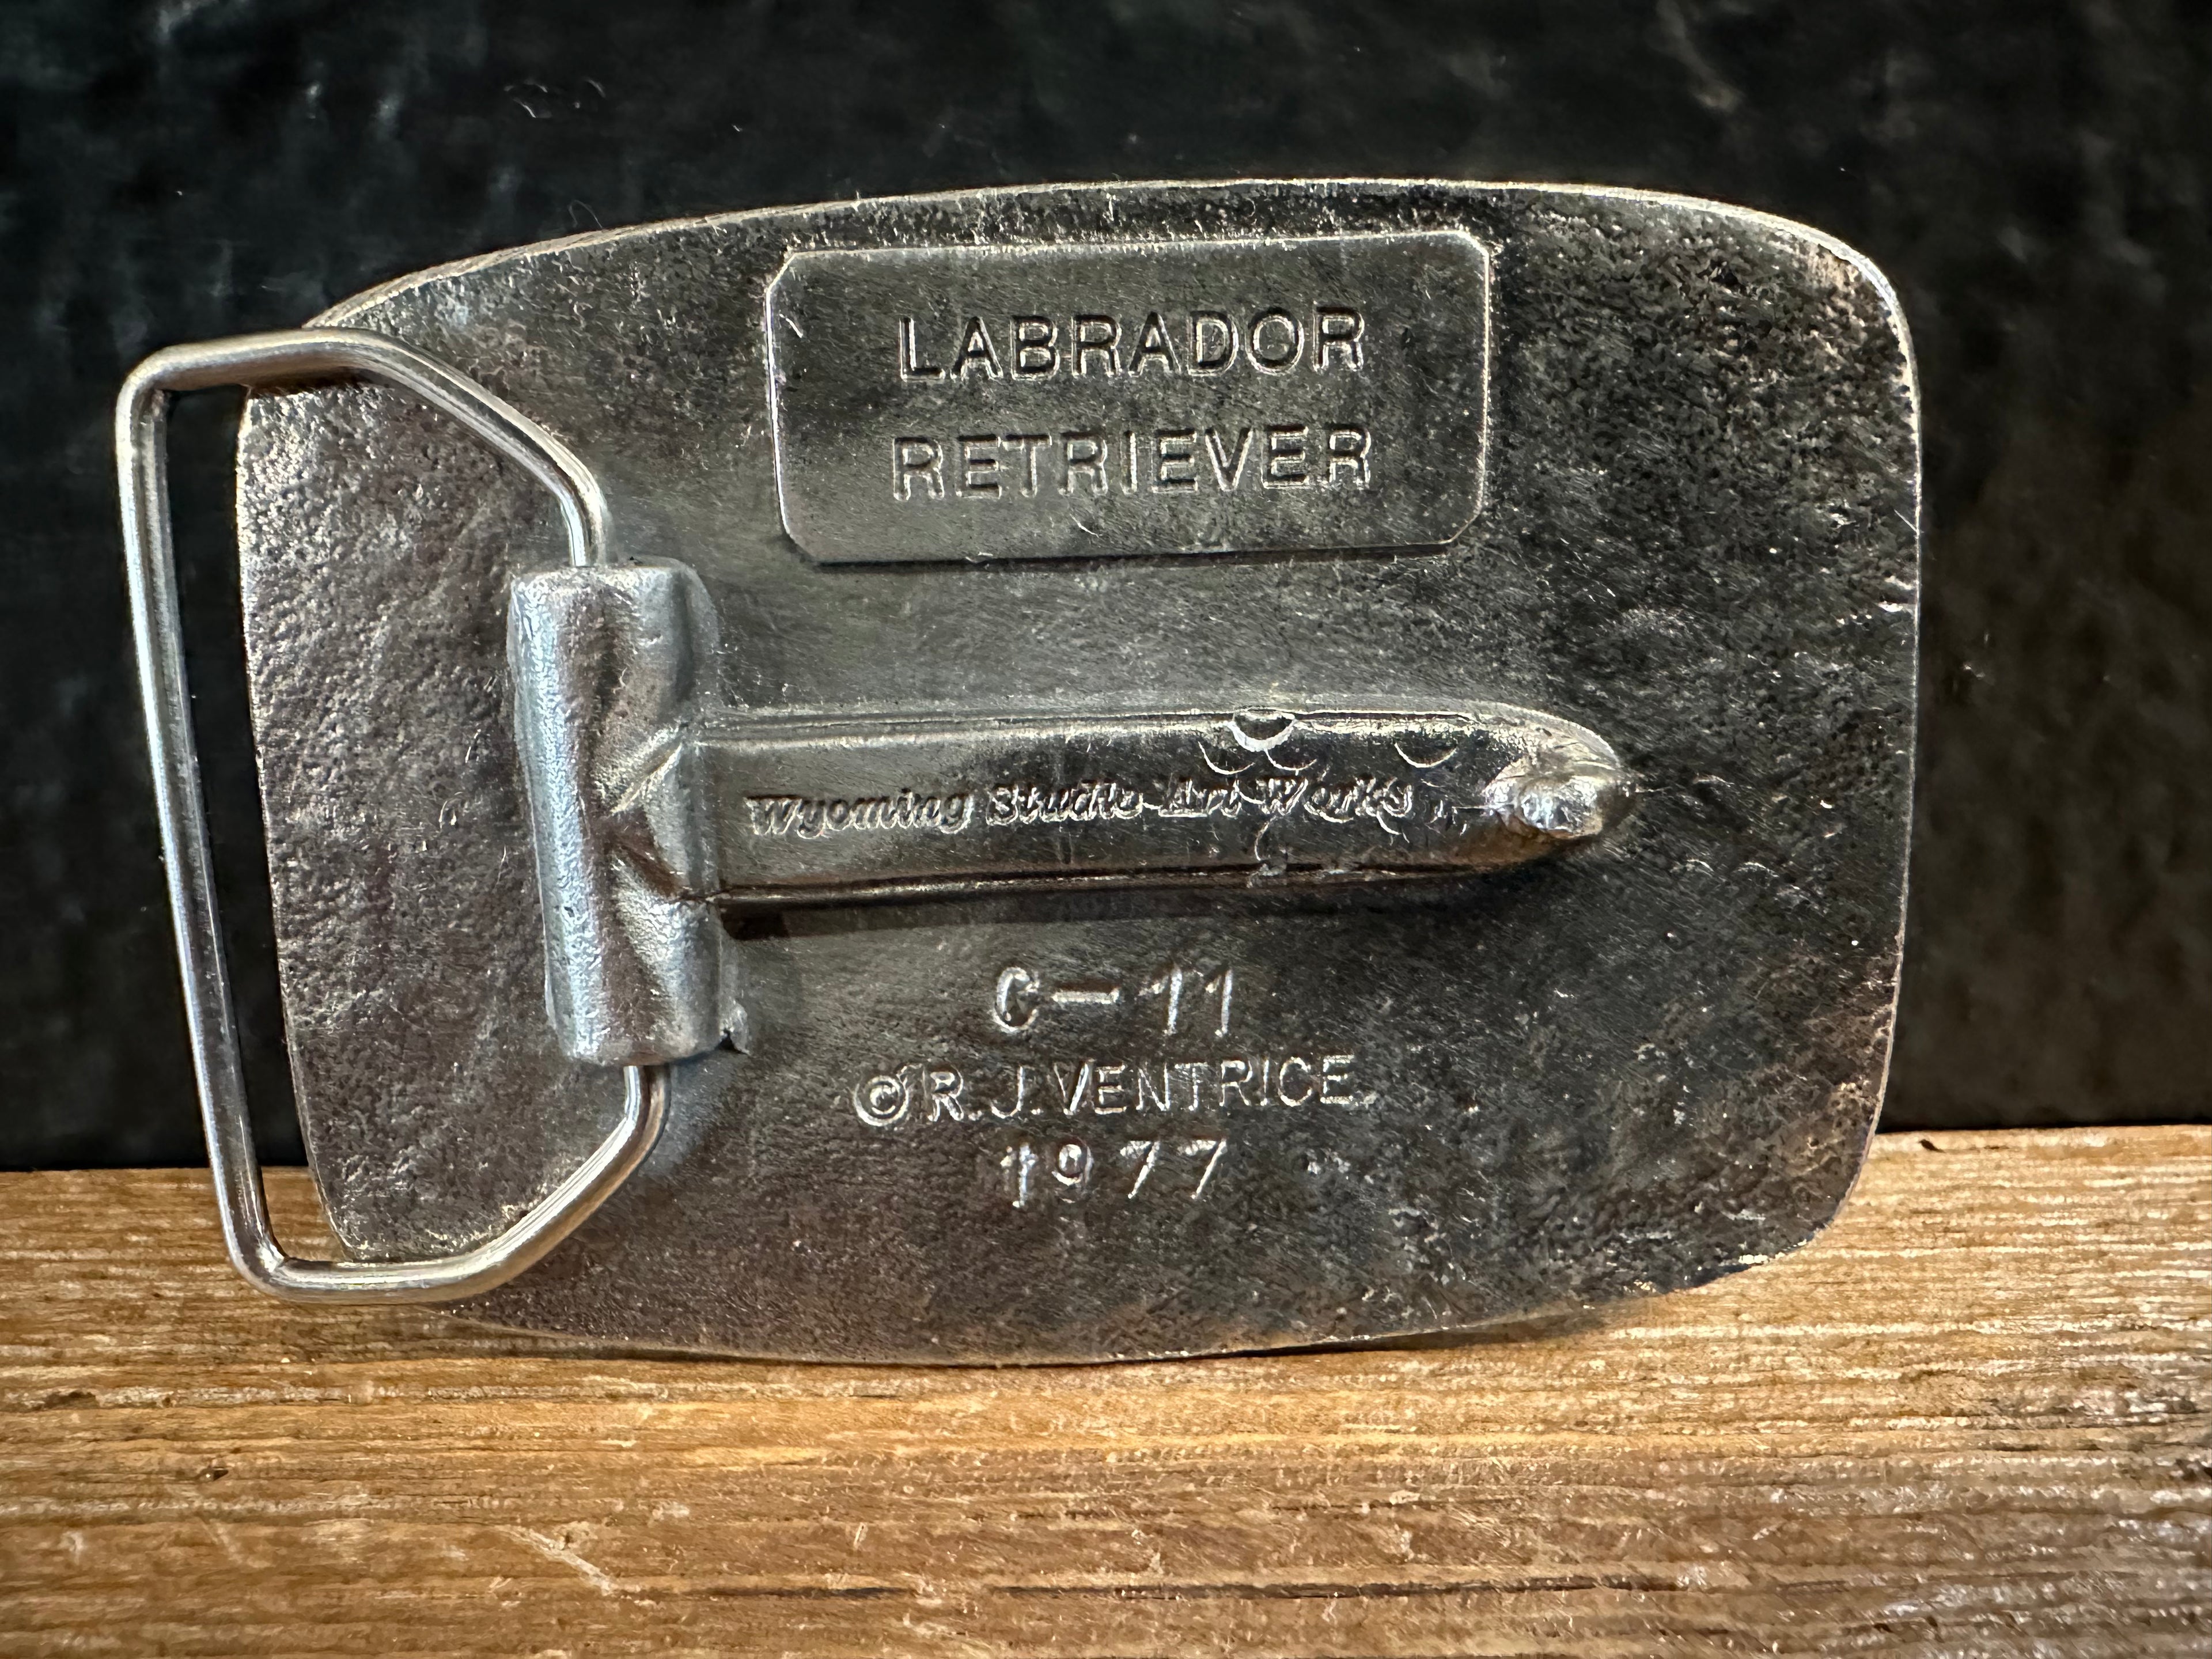 LABRADOR
RETRIEVER
Wyoming Studio Art Works
C-11
© R.J. VENTRICE
1977